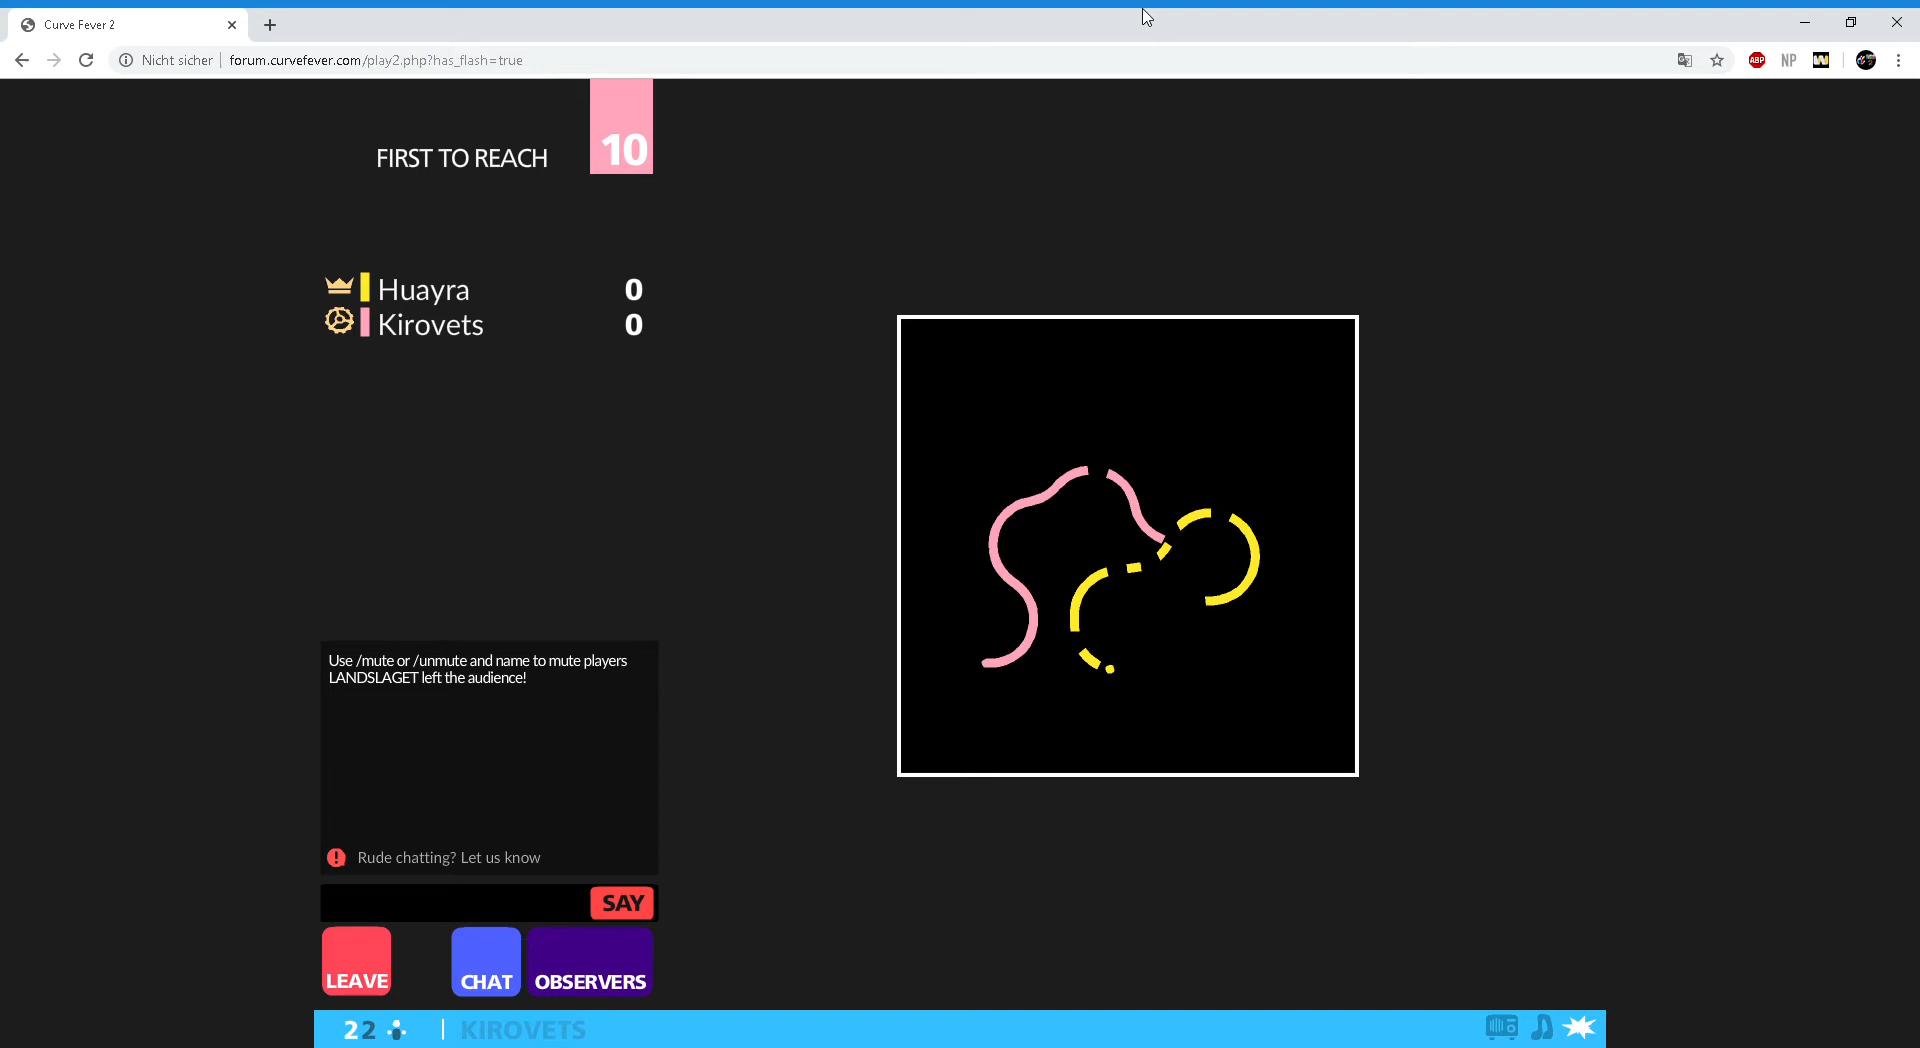 Curve Fever 2
Nicht sicher
forum.curvefever.com/play2.php?has_flash=true
ABP
NP
W
FIRST TO REACH
10
Huayra 0
Kirovets 0
Use /mute or /unmute and name to mute players
LANDSLAGET left the audience!
Rude chatting? Let us know
SAY
LEAVE
CHAT
OBSERVERS
22
KIROVETS